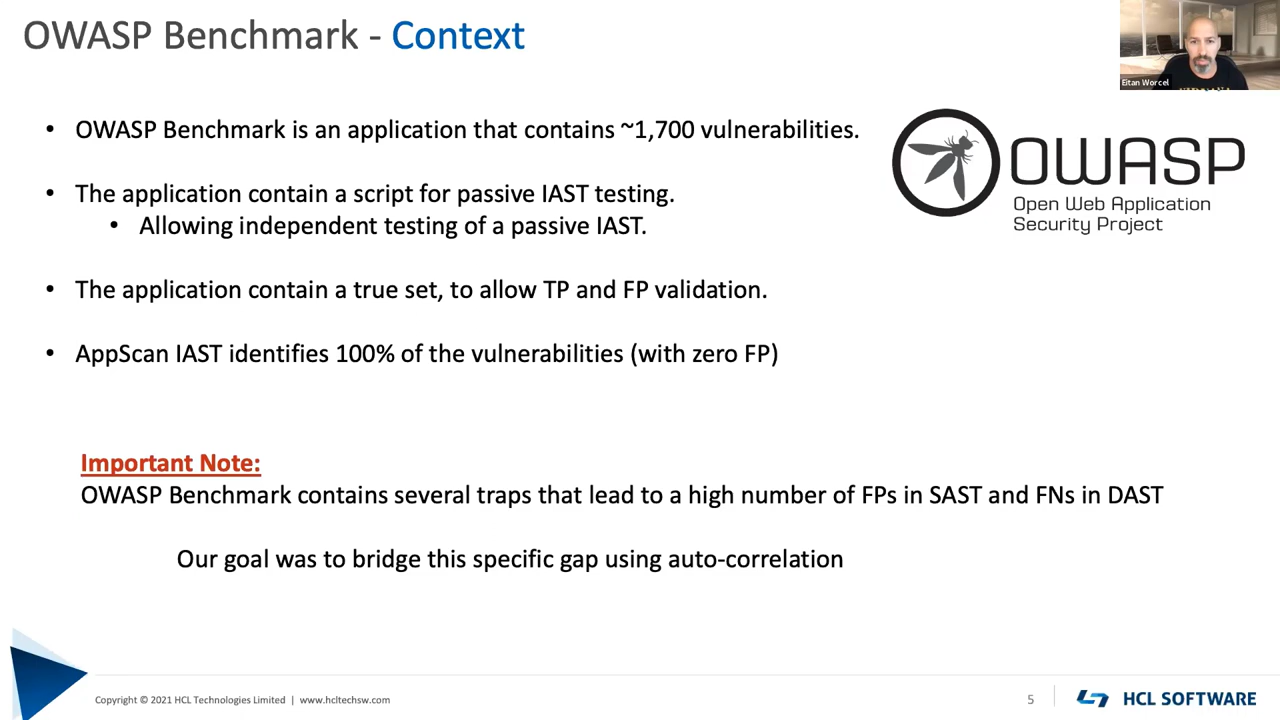 OWASP Benchmark - Context
Eitan Worcel
• OWASP Benchmark is an application that contains ~1,700 vulnerabilities.
• The application contain a script for passive IAST testing.
• Allowing independent testing of a passive IAST.
• The application contain a true set, to allow TP and FP validation.
• AppScan IAST identifies 100% of the vulnerabilities (with zero FP)
OWASP
Open Web Application
Security Project
Important Note:
OWASP Benchmark contains several traps that lead to a high number of FPs in SAST and FNs in DAST
Our goal was to bridge this specific gap using auto-correlation
Copyright © 2021 HCL Technologies Limited | www.hcltechsw.com
5
HCL SOFTWARE